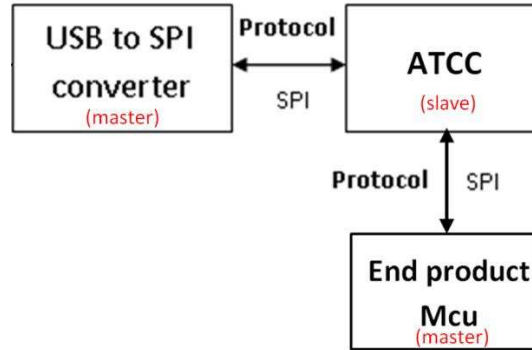 USB to SPI
converter
(master)
Protocol
SPI
ATCC
(slave)
Protocol SPI
End product
Mcu
(master)